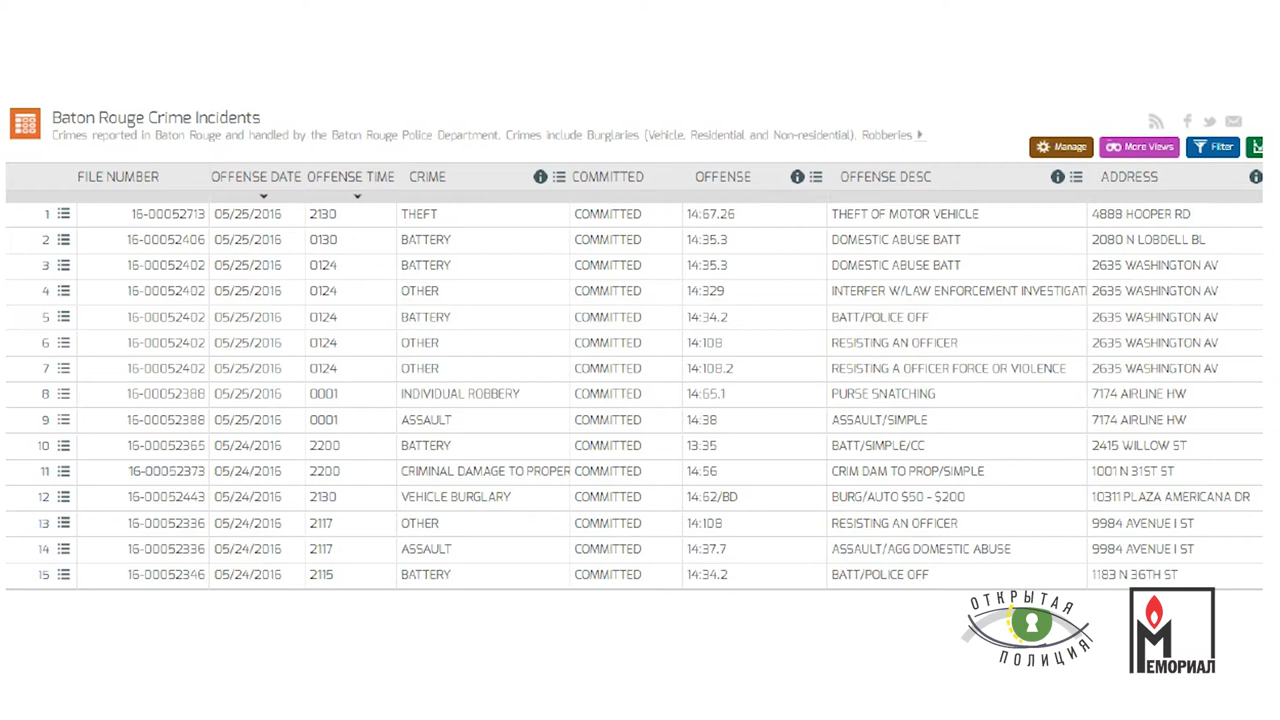 Baton Rouge Crime Incidents
Crimes reported in Baton Rouge and handled by the Baton Rouge Police Department. Crimes include Burglaries (Vehicle, Residential and Non-residential), Robberies
Manage More Views Filter
FILE NUMBER OFFENSE DATE OFFENSE TIME CRIME COMMITTED OFFENSE OFFENSE DESC ADDRESS
1 16-00052713 05/25/2016 2130 THEFT COMMITTED 14:67.26 THEFT OF MOTOR VEHICLE 4888 HOOPER RD
2 16-00052406 05/25/2016 0130 BATTERY COMMITTED 14:35.3 DOMESTIC ABUSE BATT 2080 N LOBDELL BL
3 16-00052402 05/25/2016 0124 BATTERY COMMITTED 14:35.3 DOMESTIC ABUSE BATT 2635 WASHINGTON AV
4 16-00052402 05/25/2016 0124 OTHER COMMITTED 14:329 INTERFER W/LAW ENFORCEMENT INVESTIGATI 2635 WASHINGTON AV
5 16-00052402 05/25/2016 0124 BATTERY COMMITTED 14:34.2 BATT/POLICE OFF 2635 WASHINGTON AV
6 16-00052402 05/25/2016 0124 OTHER COMMITTED 14:108 RESISTING AN OFFICER 2635 WASHINGTON AV
7 16-00052402 05/25/2016 0124 OTHER COMMITTED 14:108.2 RESISTING A OFFICER FORCE OR VIOLENCE 2635 WASHINGTON AV
8 16-00052388 05/25/2016 0001 INDIVIDUAL ROBBERY COMMITTED 14:65.1 PURSE SNATCHING 7174 AIRLINE HW
9 16-00052388 05/25/2016 0001 ASSAULT COMMITTED 14:38 ASSAULT/SIMPLE 7174 AIRLINE HW
10 16-00052365 05/24/2016 2200 BATTERY COMMITTED 13:35 BATT/SIMPLE/CC 2415 WILLOW ST
11 16-00052373 05/24/2016 2200 CRIMINAL DAMAGE TO PROPER COMMITTED 14:56 CRIM DAM TO PROP/SIMPLE 1001 N 31ST ST
12 16-00052443 05/24/2016 2130 VEHICLE BURGLARY COMMITTED 14:62/BD BURG/AUTO $50 - $200 10311 PLAZA AMERICANA DR
13 16-00052336 05/24/2016 2117 OTHER COMMITTED 14:108 RESISTING AN OFFICER 9984 AVENUE I ST
14 16-00052336 05/24/2016 2117 ASSAULT COMMITTED 14:37.7 ASSAULT/AGG DOMESTIC ABUSE 9984 AVENUE I ST
15 16-00052346 05/24/2016 2115 BATTERY COMMITTED 14:34.2 BATT/POLICE OFF 1183 N 36TH ST
ОТКРЫТАЯ
ПОЛИЦИЯ
МЕМОРИАЛ